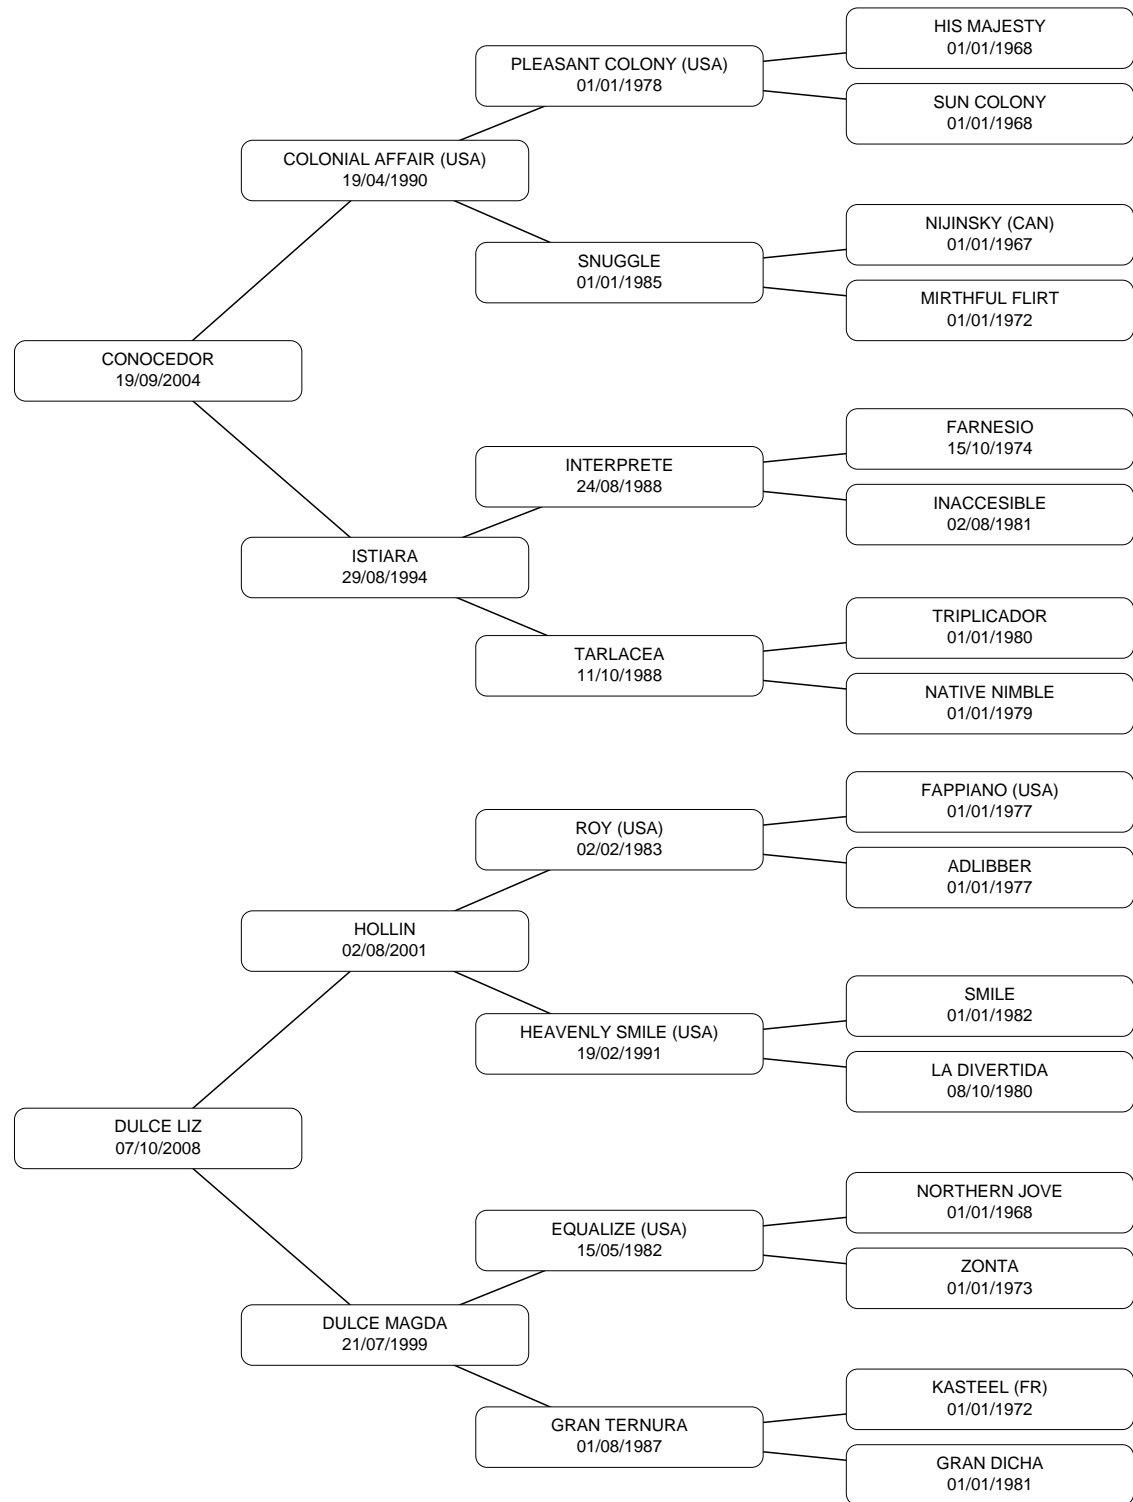 HIS MAJESTY
01/01/1968
PLEASANT COLONY (USA)
01/01/1978
SUN COLONY
01/01/1968
COLONIAL AFFAIR (USA)
19/04/1990
NIJINSKY (CAN)
01/01/1967
SNUGGLE
01/01/1985
MIRTHFUL FLIRT
01/01/1972
CONOCEDOR
19/09/2004
FARNESIO
15/10/1974
INTERPRETE
24/08/1988
INACCESIBLE
02/08/1981
ISTIARA
29/08/1994
TRIPLICADOR
01/01/1980
TARLACEA
11/10/1988
NATIVE NIMBLE
01/01/1979
FAPPIANO (USA)
01/01/1977
ROY (USA)
02/02/1983
ADLIBBER
01/01/1977
HOLLIN
02/08/2001
SMILE
01/01/1982
HEAVENLY SMILE (USA)
19/02/1991
LA DIVERTIDA
08/10/1980
DULCE LIZ
07/10/2008
NORTHERN JOVE
01/01/1968
EQUALIZE (USA)
15/05/1982
ZONTA
01/01/1973
DULCE MAGDA
21/07/1999
KASTEEL (FR)
01/01/1972
GRAN TERNURA
01/08/1987
GRAN DICHA
01/01/1981